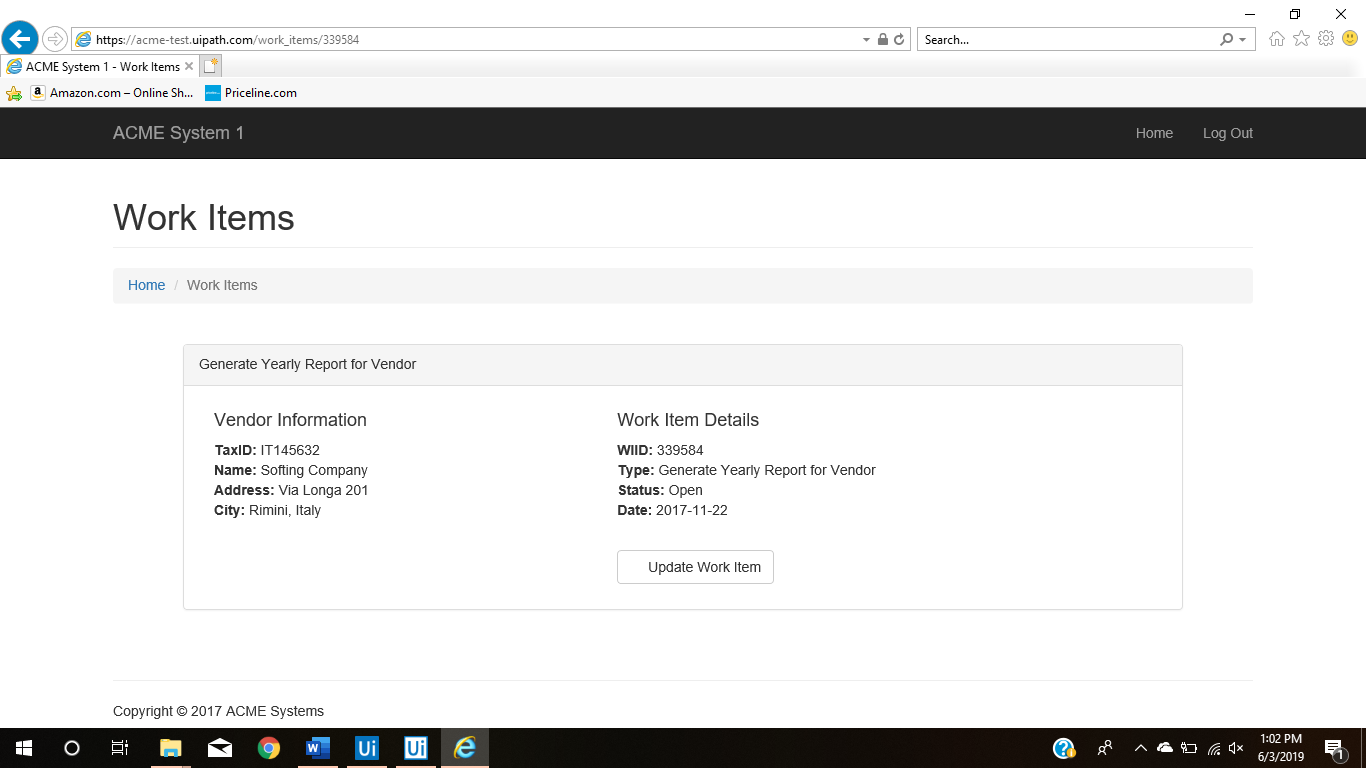 https://acme-test.uipath.com/work_items/339584
Search...
ACME System 1 - Work Items
Amazon.com – Online Sh...
Priceline.com
ACME System 1
Home
Log Out
Work Items
Home / Work Items
Generate Yearly Report for Vendor
Vendor Information
TaxID: IT145632
Name: Softing Company
Address: Via Longa 201
City: Rimini, Italy
Work Item Details
WIID: 339584
Type: Generate Yearly Report for Vendor
Status: Open
Date: 2017-11-22
Update Work Item
Copyright © 2017 ACME Systems
Ui
Ui
1:02 PM
6/3/2019
1